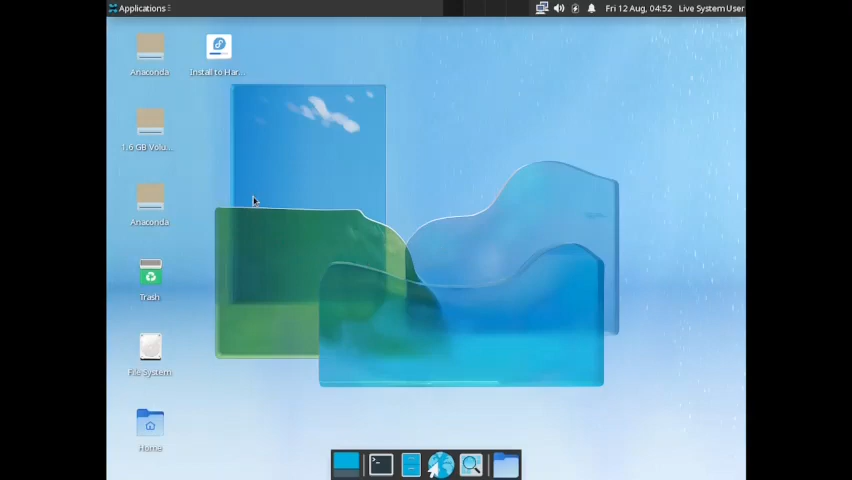 Applications
Fri 12 Aug, 04:52
Live System User
Anaconda
Install to Har...
1.6 GB Volu...
Anaconda
Trash
File System
Home